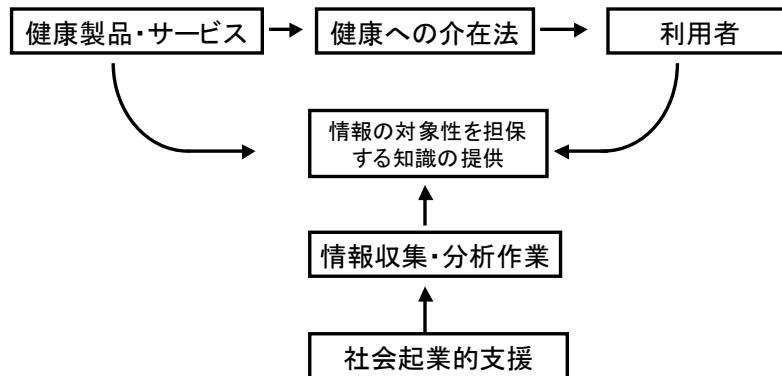 健康製品・サービス
健康への介在法
利用者
情報の対象性を担保
する知識の提供
情報収集・分析作業
社会起業的支援